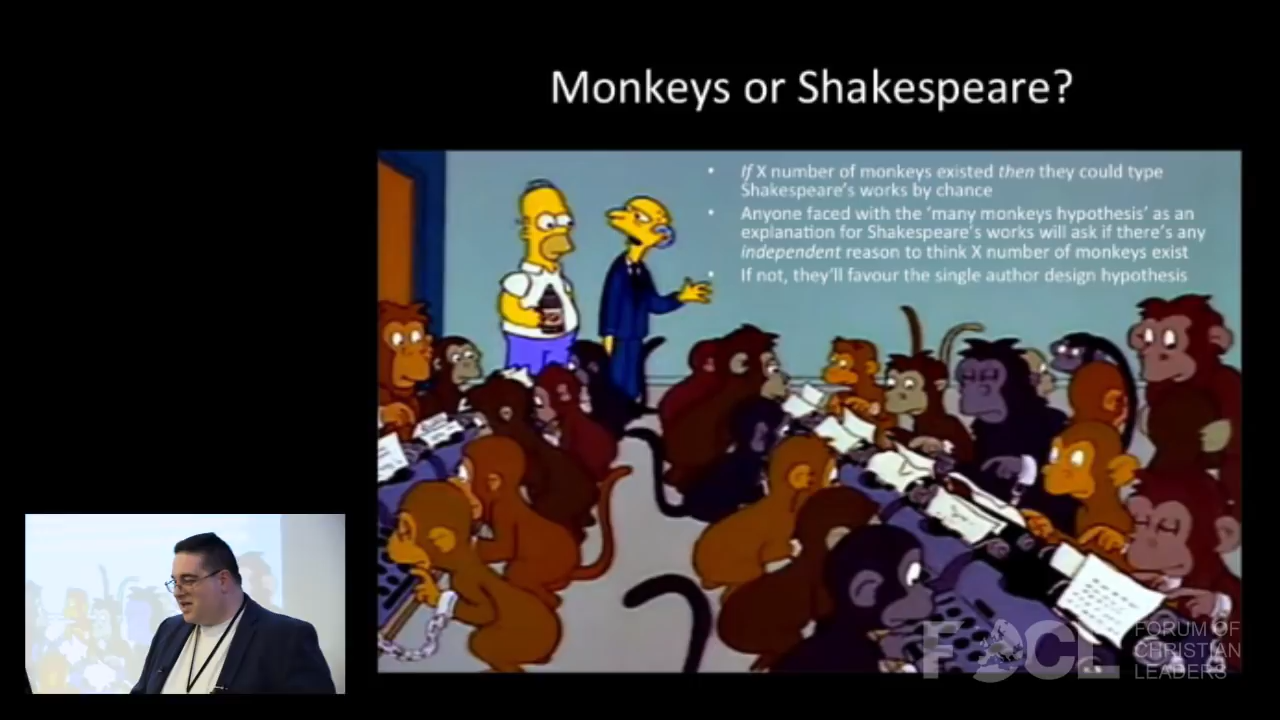 Monkeys or Shakespeare?
• If X number of monkeys existed then they could type
Shakespeare's works by chance
• Anyone faced with the 'many monkeys hypothesis' as an
explanation for Shakespeare's works will ask if there's any
independent reason to think X number of monkeys exist
• If not, they'll favour the single author design hypothesis
FOCL
FORUM OF
CHRISTIAN
LEADERS